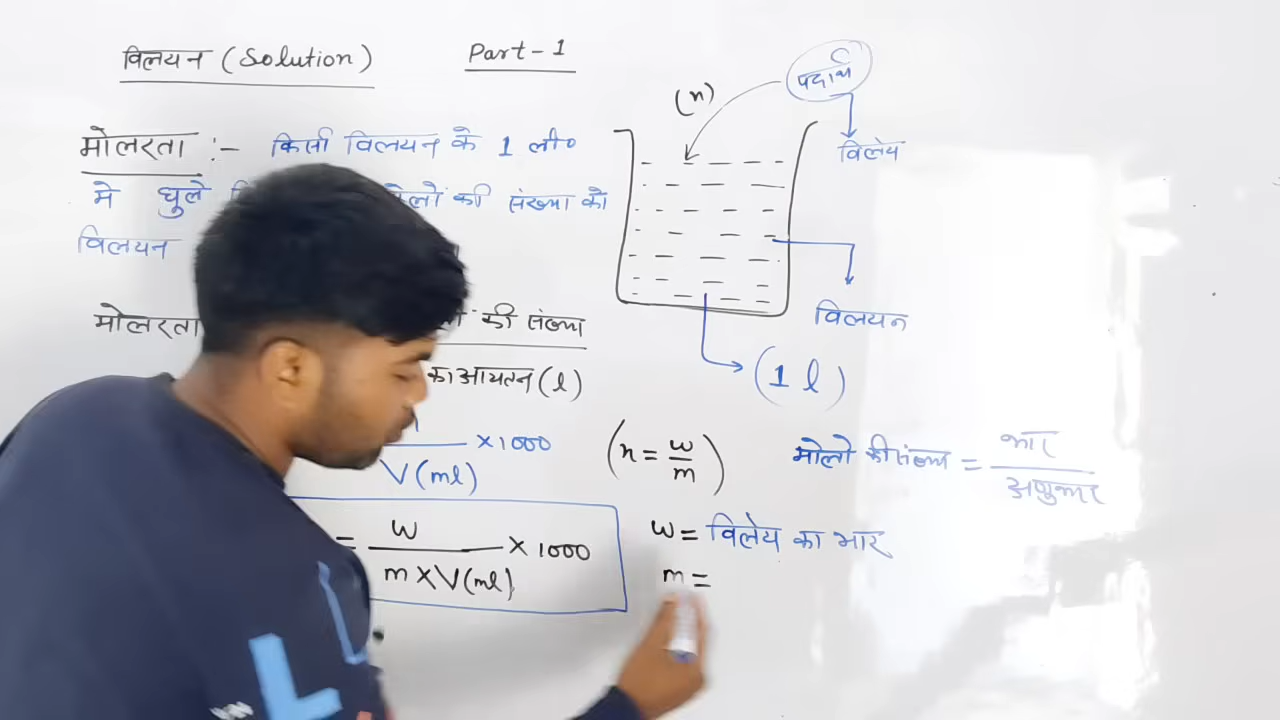 विलयन (Solution) Part-1
मोलरता :- किसी विलयन के 1 ली०
मे घुले की संख्या को
विलयन
मोलरता की संख्या
का आयतन (l)
V(ml) ×1000
= w / m×V(ml) ×1000
(n)
पदार्थ
विलेय
विलयन
(1 l)
(n = w/m)
मोलो की संख्या = भार / अणुभार
w = विलेय का भार
m =